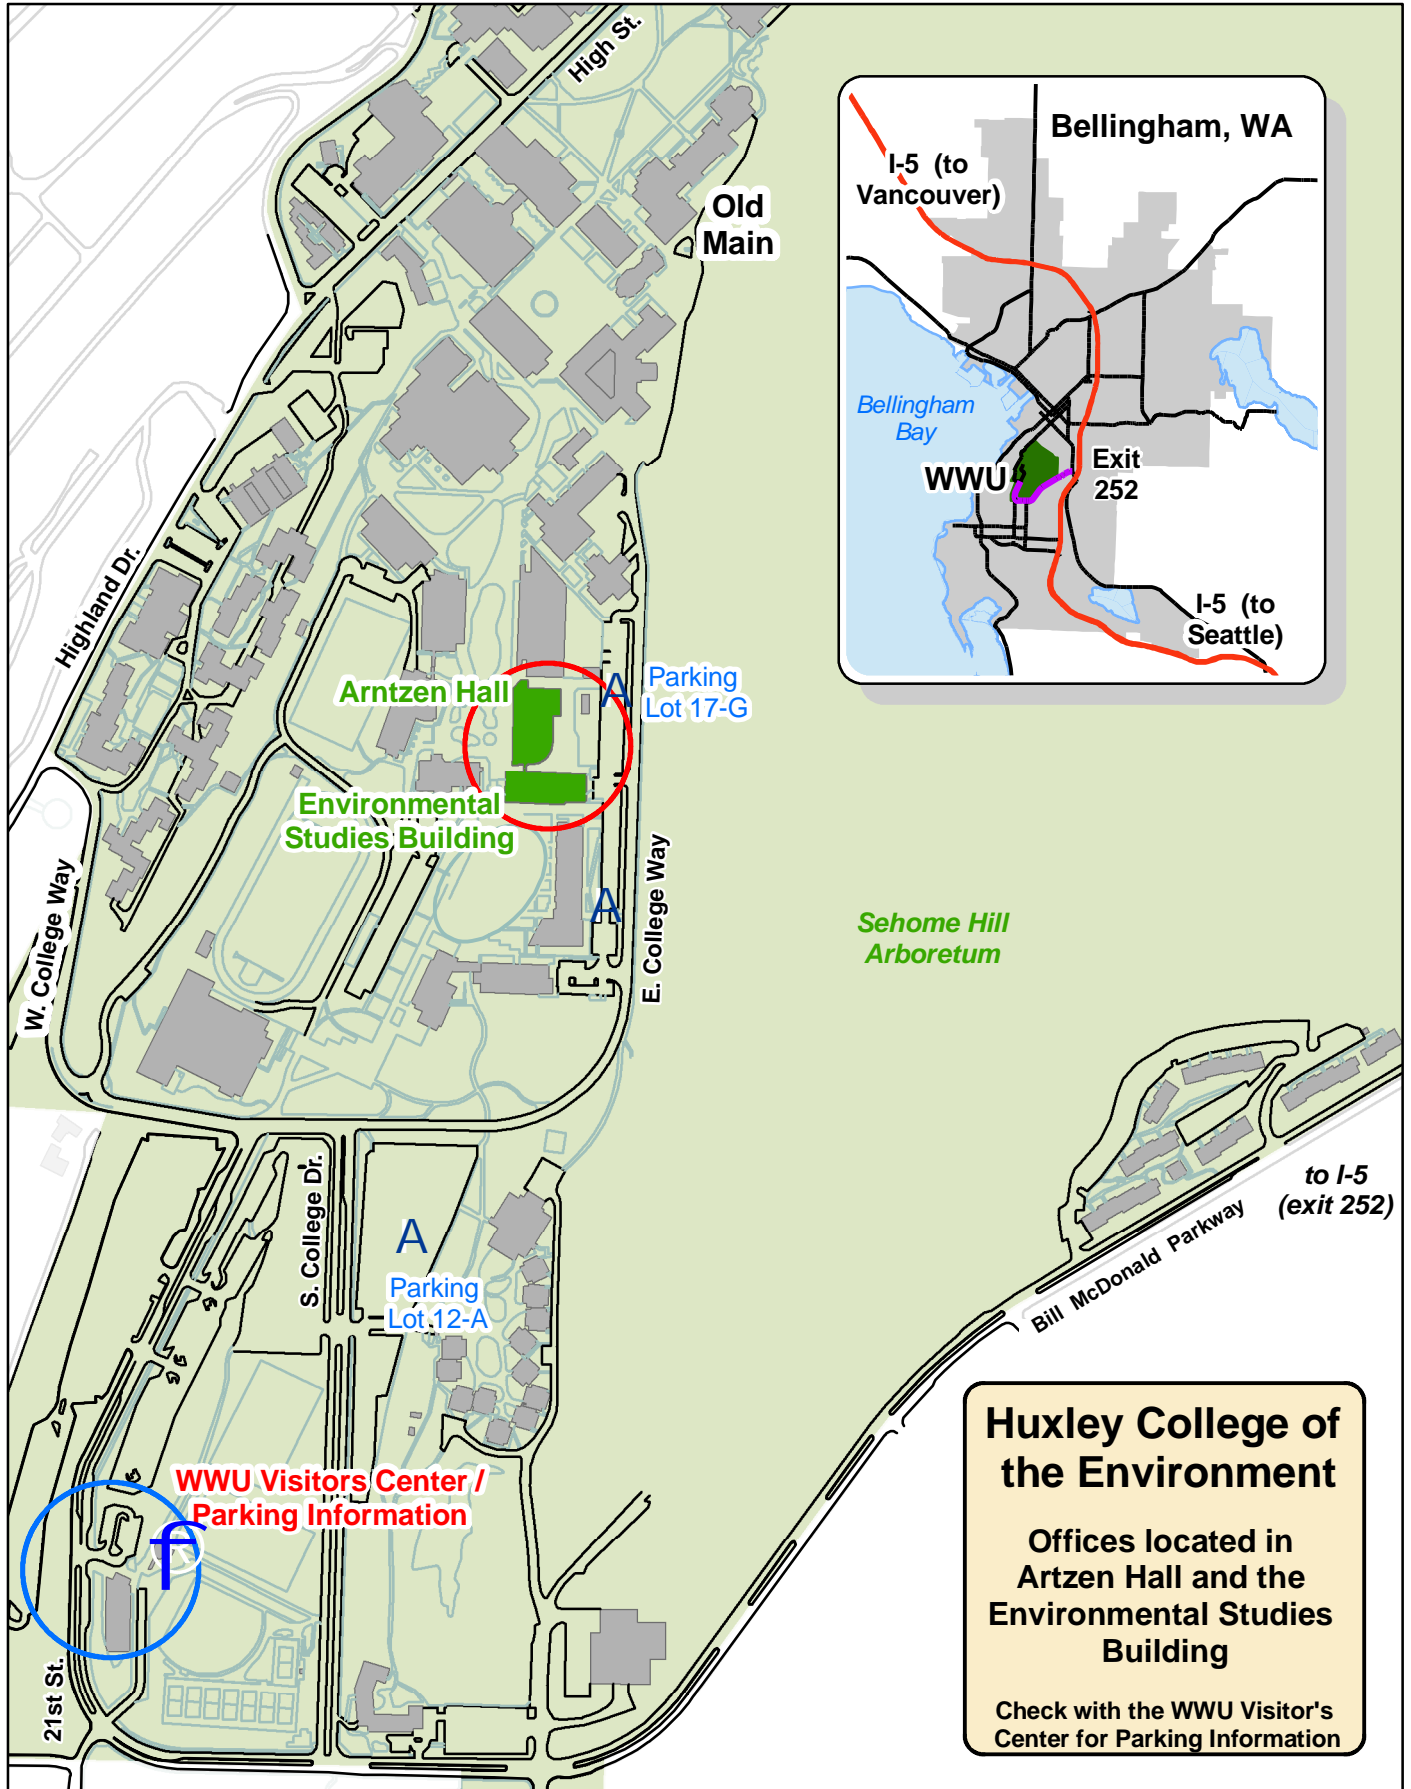 High St.
Bellingham, WA
I-5 (to
Vancouver)
Old
Main
Bellingham
Bay
WWU
Exit
252
I-5 (to
Seattle)
Highland Dr.
Arntzen Hall
A
Parking
Lot 17-G
Environmental
Studies Building
W. College Way
A
E. College Way
Sehome Hill
Arboretum
S. College Dr.
A
Parking
Lot 12-A
to I-5
(exit 252)
Bill McDonald Parkway
WWU Visitors Center /
Parking Information
f
21st St.
Huxley College of
the Environment
Offices located in
Artzen Hall and the
Environmental Studies
Building
Check with the WWU Visitor's
Center for Parking Information